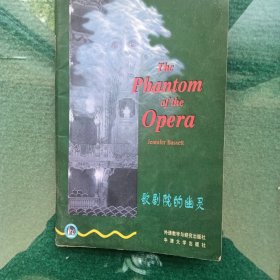 The
Phantom
of the
Opera
Jennifer Bassett
歌剧院的幽灵
外语教学与研究出版社
牛津大学出版社